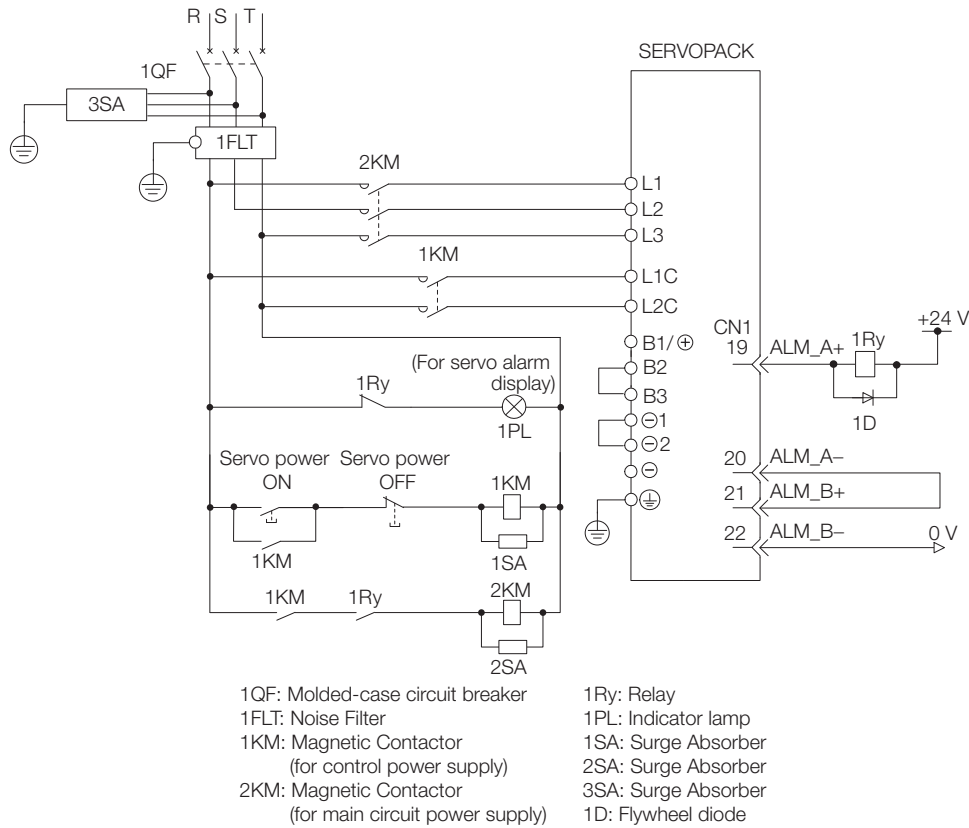 R S T
SERVOPACK
1QF
3SA
1FLT
2KM
L1
L2
L3
1KM
L1C
L2C
CN1
+24 V
B1/⊕
19 ALM_A+ 1Ry
(For servo alarm
display)
B2
1Ry
B3
1D
1PL
⊖1
⊖2
20 ALM_A−
Servo power
ON
Servo power
OFF
⊖
1KM
21 ALM_B+
22 ALM_B− 0 V
1KM
1SA
1KM 1Ry 2KM
2SA
1QF: Molded-case circuit breaker
1FLT: Noise Filter
1KM: Magnetic Contactor
(for control power supply)
2KM: Magnetic Contactor
(for main circuit power supply)
1Ry: Relay
1PL: Indicator lamp
1SA: Surge Absorber
2SA: Surge Absorber
3SA: Surge Absorber
1D: Flywheel diode